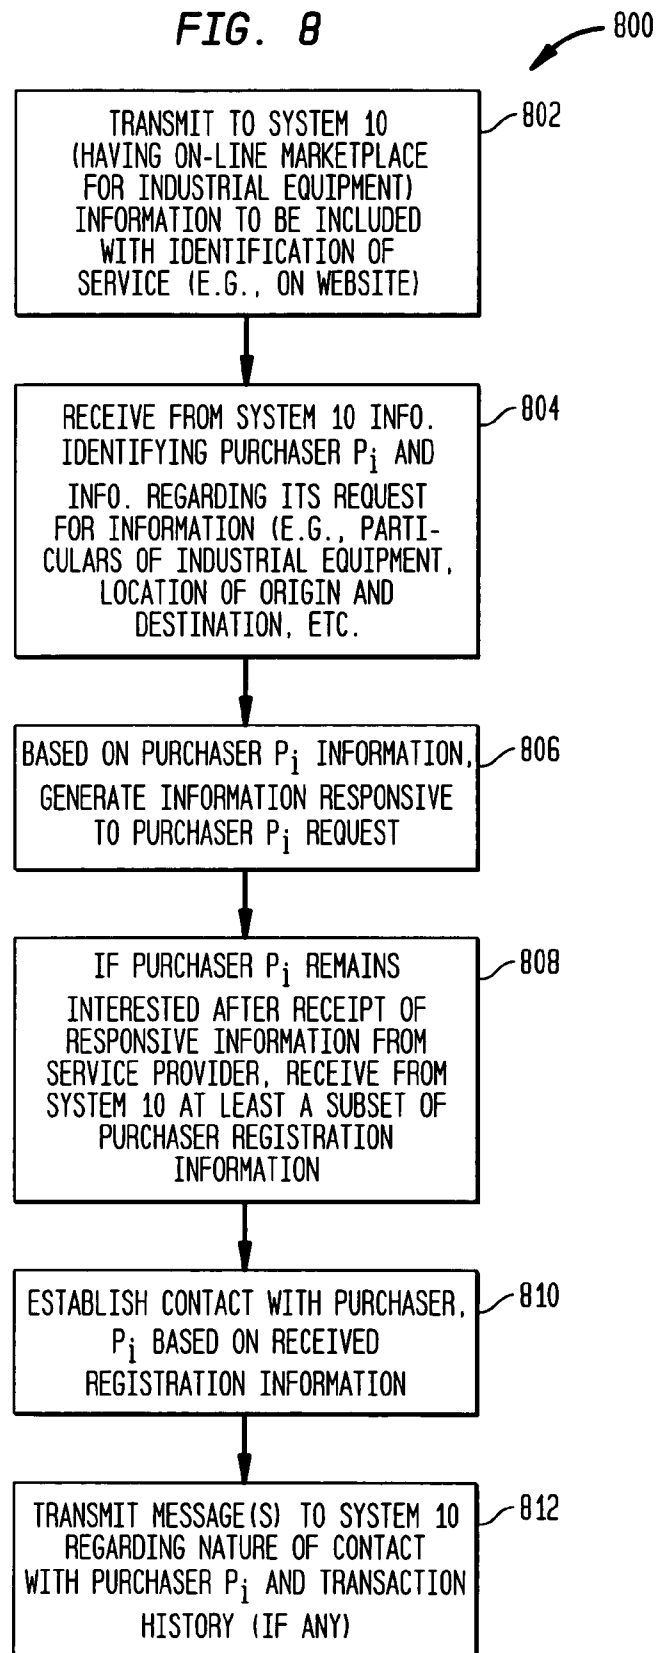 FIG. 8
800
802
TRANSMIT TO SYSTEM 10
(HAVING ON-LINE MARKETPLACE
FOR INDUSTRIAL EQUIPMENT)
INFORMATION TO BE INCLUDED
WITH IDENTIFICATION OF
SERVICE (E.G., ON WEBSITE)
804
RECEIVE FROM SYSTEM 10 INFO.
IDENTIFYING PURCHASER Pi AND
INFO. REGARDING ITS REQUEST
FOR INFORMATION (E.G., PARTI-
CULARS OF INDUSTRIAL EQUIPMENT,
LOCATION OF ORIGIN AND
DESTINATION, ETC.
806
BASED ON PURCHASER Pi INFORMATION,
GENERATE INFORMATION RESPONSIVE
TO PURCHASER Pi REQUEST
808
IF PURCHASER Pi REMAINS
INTERESTED AFTER RECEIPT OF
RESPONSIVE INFORMATION FROM
SERVICE PROVIDER, RECEIVE FROM
SYSTEM 10 AT LEAST A SUBSET OF
PURCHASER REGISTRATION
INFORMATION
810
ESTABLISH CONTACT WITH PURCHASER,
Pi BASED ON RECEIVED
REGISTRATION INFORMATION
812
TRANSMIT MESSAGE(S) TO SYSTEM 10
REGARDING NATURE OF CONTACT
WITH PURCHASER Pi AND TRANSACTION
HISTORY (IF ANY)